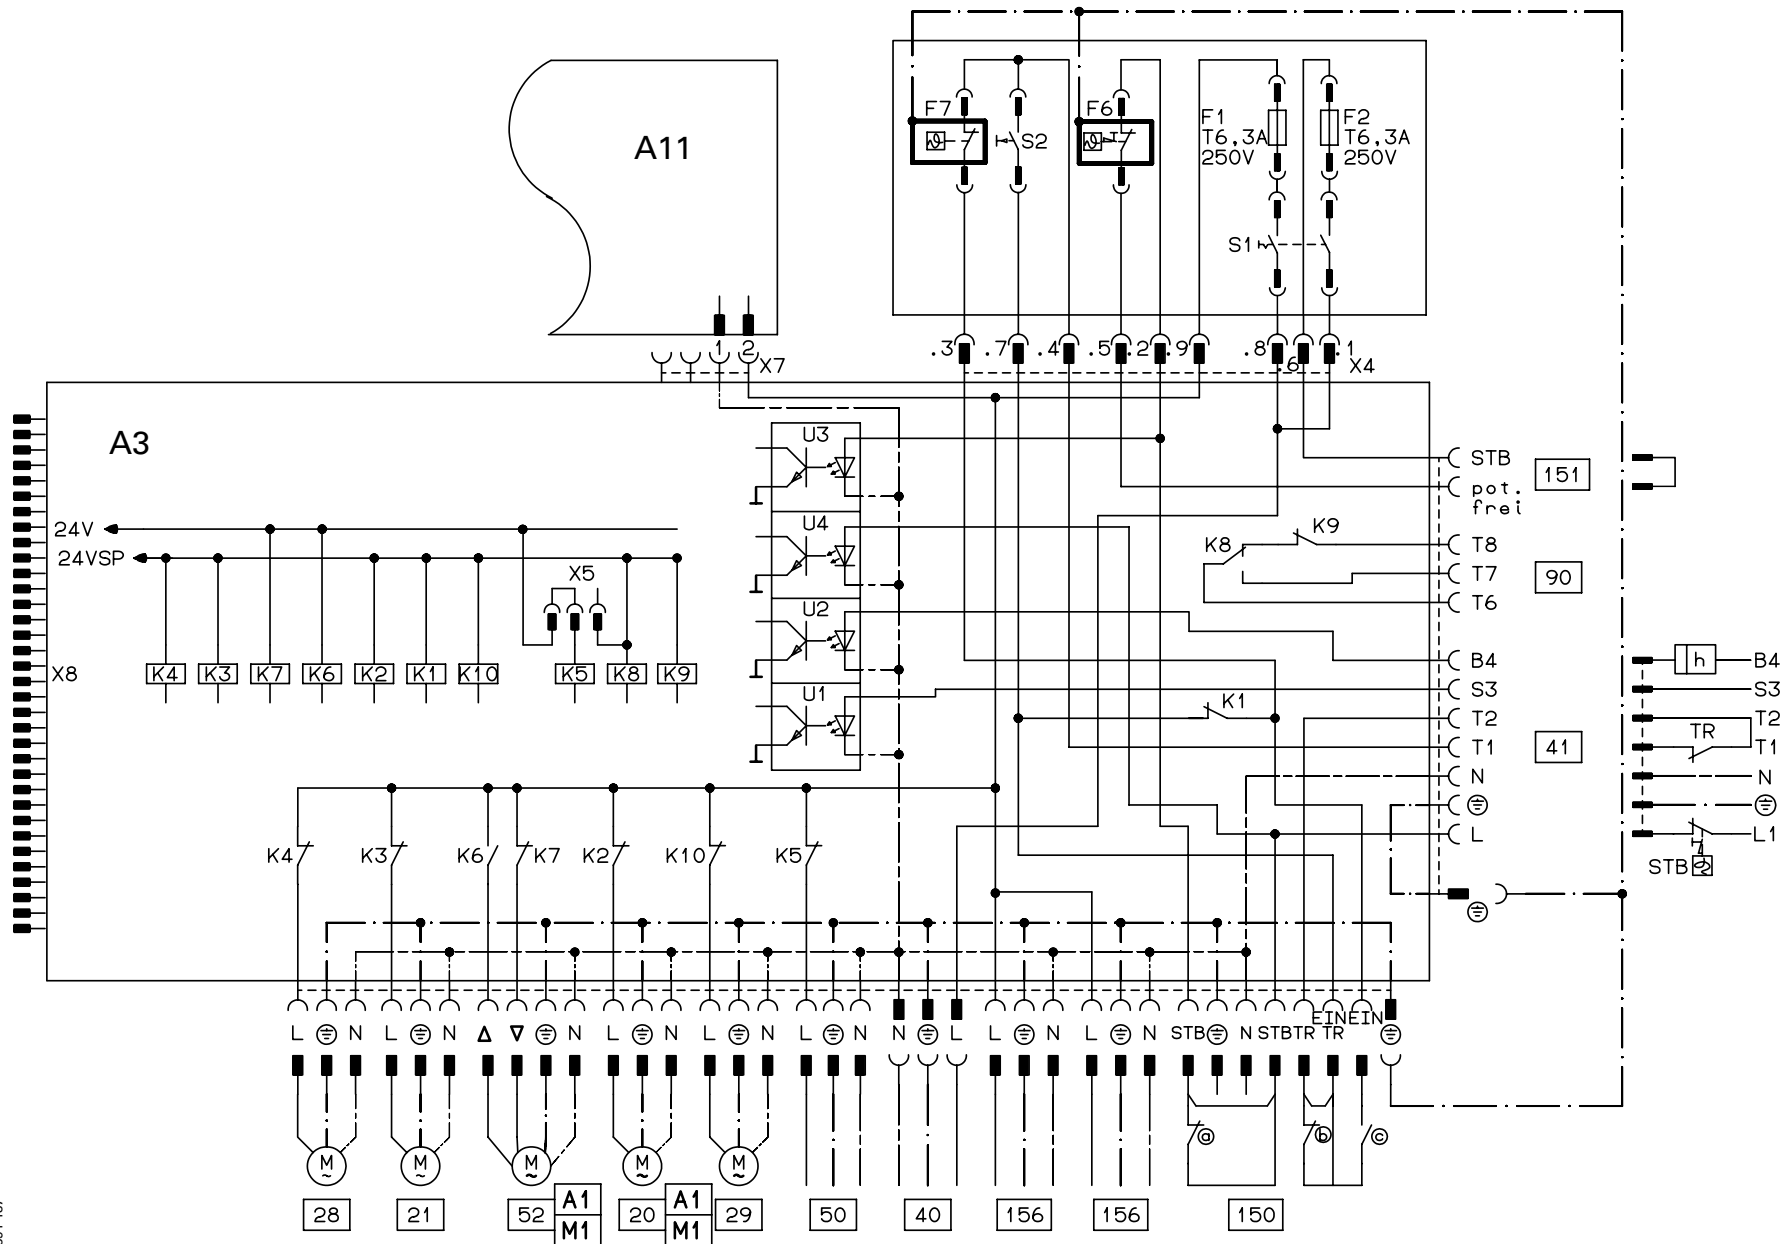 A11
F7
S2
F6
F1
T6,3A
250V
F2
T6,3A
250V
S1
1 2
X7
.3 .7 .4 .5 .2 .9 .8 .6 .1
X4
A3
U3
U4
U2
U1
24V
24VSP
X5
X8
K4 K3 K7 K6 K2 K1 K10 K5 K8 K9
K9
K8
K1
STB
pot.
frei
151
T8
T7
T6
90
B4
S3
T2
T1
N
L
41
h B4
S3
T2
TR
T1
N
L1
STB
K4 K3 K6 K7 K2 K10 K5
L N L N N L N L N L N N L L N L N STB N STB TR EIN TR EIN
M
~
M
~
M
~
M
~
M
~
a b c
28 21 52 A1 M1 20 A1 M1 29 50 40 156 156 150